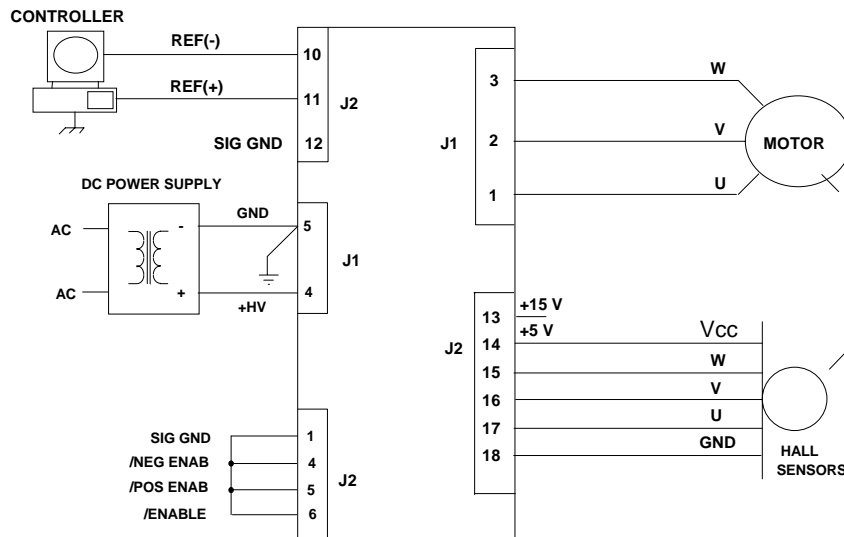 CONTROLLER
REF(-)
10
REF(+)
11
J2
SIG GND
12
DC POWER SUPPLY
GND
5
AC
-
J1
AC
+
+HV
4
SIG GND
1
/NEG ENAB
4
/POS ENAB
5
J2
/ENABLE
6
3
W
J1
2
V
MOTOR
1
U
13
+15 V
+5 V
J2
14
Vcc
15
W
16
V
17
U
18
GND
HALL
SENSORS